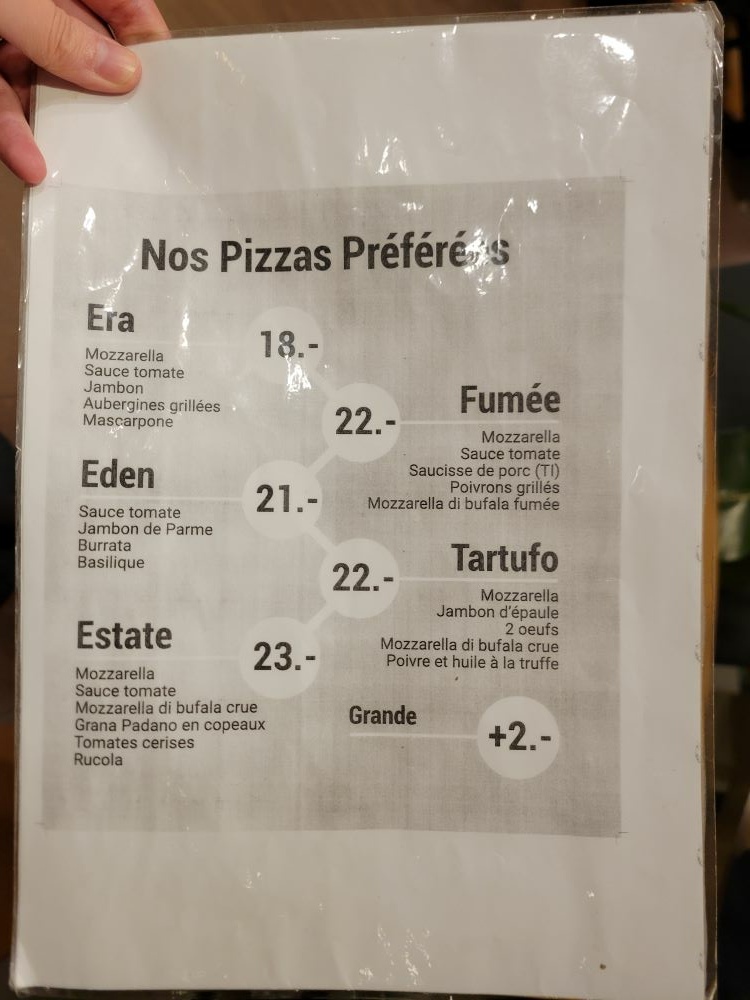 Nos Pizzas Préférées
Era
18.-
Mozzarella
Sauce tomate
Jambon
Aubergines grillées
Mascarpone
Fumée
22.-
Mozzarella
Sauce tomate
Saucisse de porc (TI)
Poivrons grillés
Mozzarella di bufala fumée
Eden
21.-
Sauce tomate
Jambon de Parme
Burrata
Basilique
Tartufo
22.-
Mozzarella
Jambon d'épaule
2 oeufs
Mozzarella di bufala crue
Poivre et huile à la truffe
Estate
23.-
Mozzarella
Sauce tomate
Mozzarella di bufala crue
Grana Padano en copeaux
Tomates cerises
Rucola
Grande
+2.-